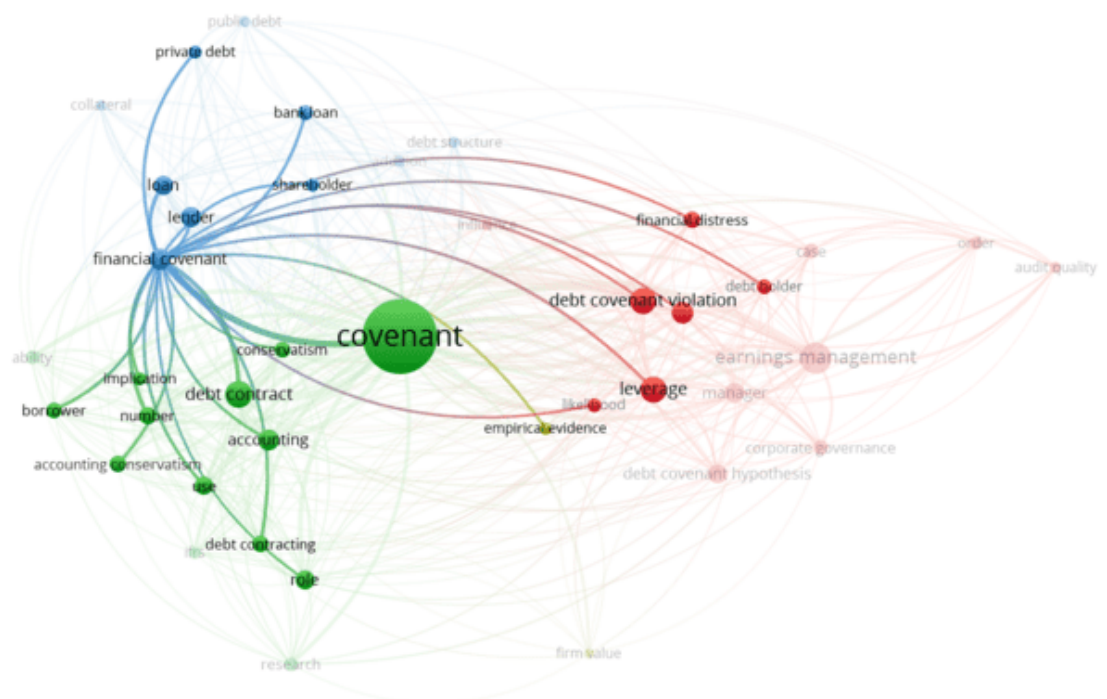 public debt
private debt
collateral
bank loan
debt structure
loan
shareholder
lender
financial distress
influence
financial covenant
case
order
audit quality
debt holder
debt covenant violation
covenant
conservatism
ability
earnings management
implication
debt contract
leverage
manager
borrower
number
likelihood
empirical evidence
accounting
corporate governance
accounting conservatism
debt covenant hypothesis
use
debt contracting
ifrs
role
firm value
research